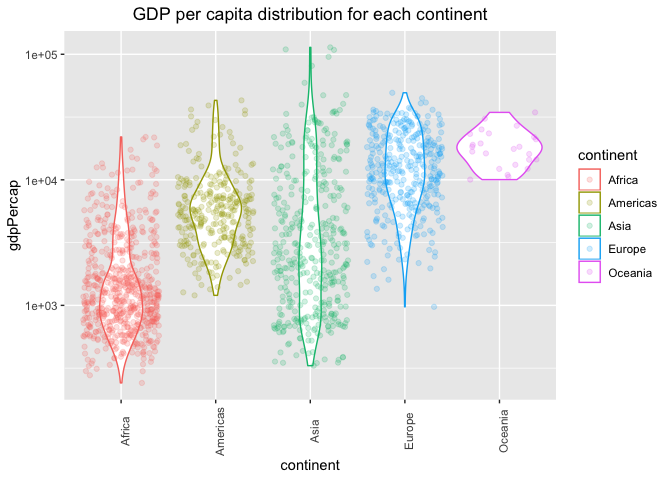 GDP per capita distribution for each continent
1e+05
1e+04
1e+03
gdpPercap
Africa
Americas
Asia
Europe
Oceania
continent
continent
Africa
Americas
Asia
Europe
Oceania